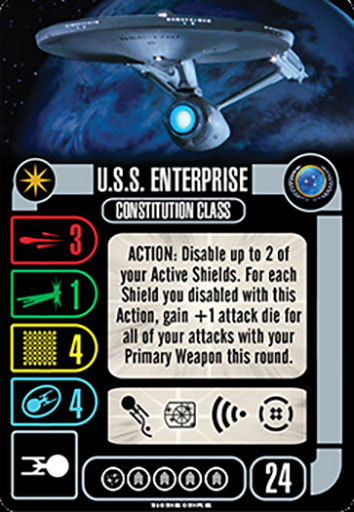 U.S.S. ENTERPRISE
CONSTITUTION CLASS
3
1
4
4
ACTION: Disable up to 2 of
your Active Shields. For each
Shield you disabled with this
Action, gain +1 attack die for
all of your attacks with your
Primary Weapon this round.
24